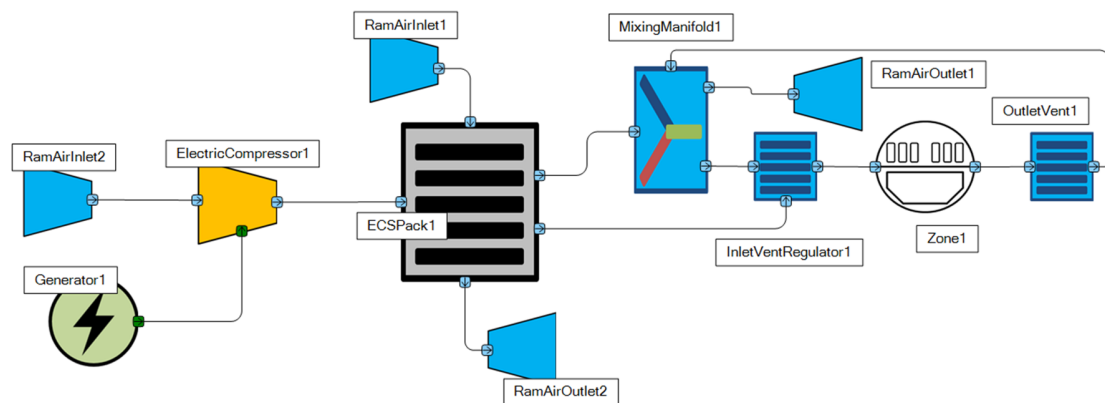 RamAirInlet1
MixingManifold1
RamAirOutlet1
OutletVent1
RamAirInlet2
ElectricCompressor1
ECSPack1
InletVentRegulator1
Zone1
Generator1
RamAirOutlet2